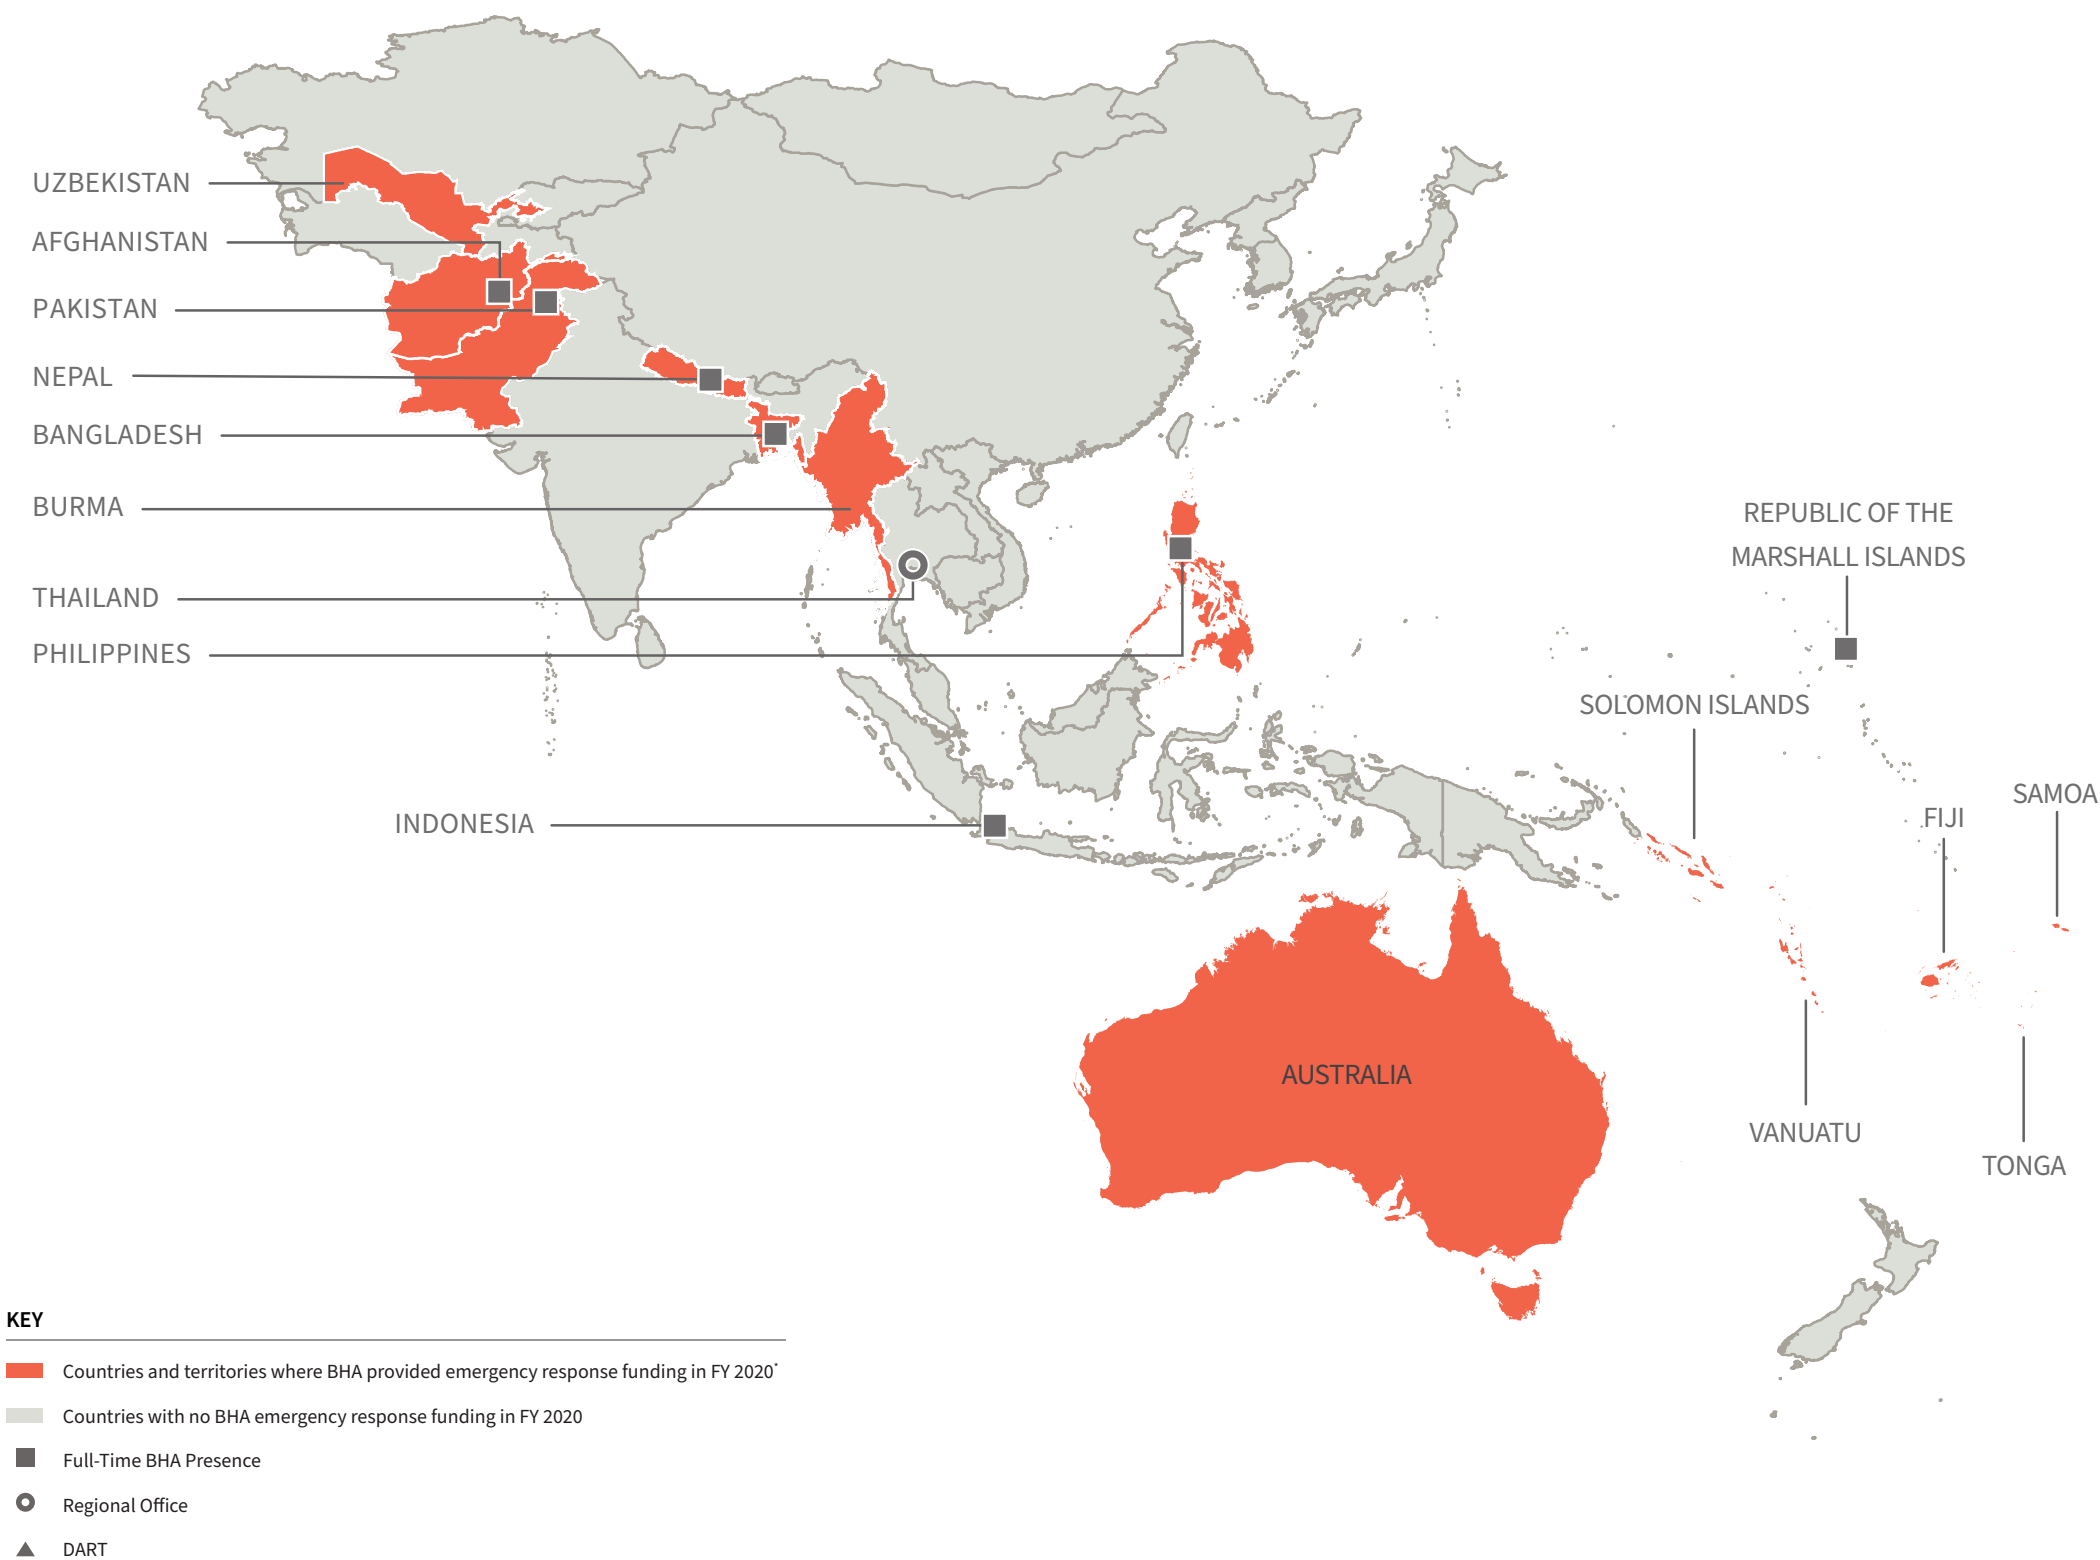 UZBEKISTAN
AFGHANISTAN
PAKISTAN
NEPAL
BANGLADESH
BURMA
THAILAND
PHILIPPINES
INDONESIA
REPUBLIC OF THE
MARSHALL ISLANDS
SOLOMON ISLANDS
SAMOA
FIJI
AUSTRALIA
VANUATU
TONGA
KEY
Countries and territories where BHA provided emergency response funding in FY 2020*
Countries with no BHA emergency response funding in FY 2020
Full-Time BHA Presence
Regional Office
DART